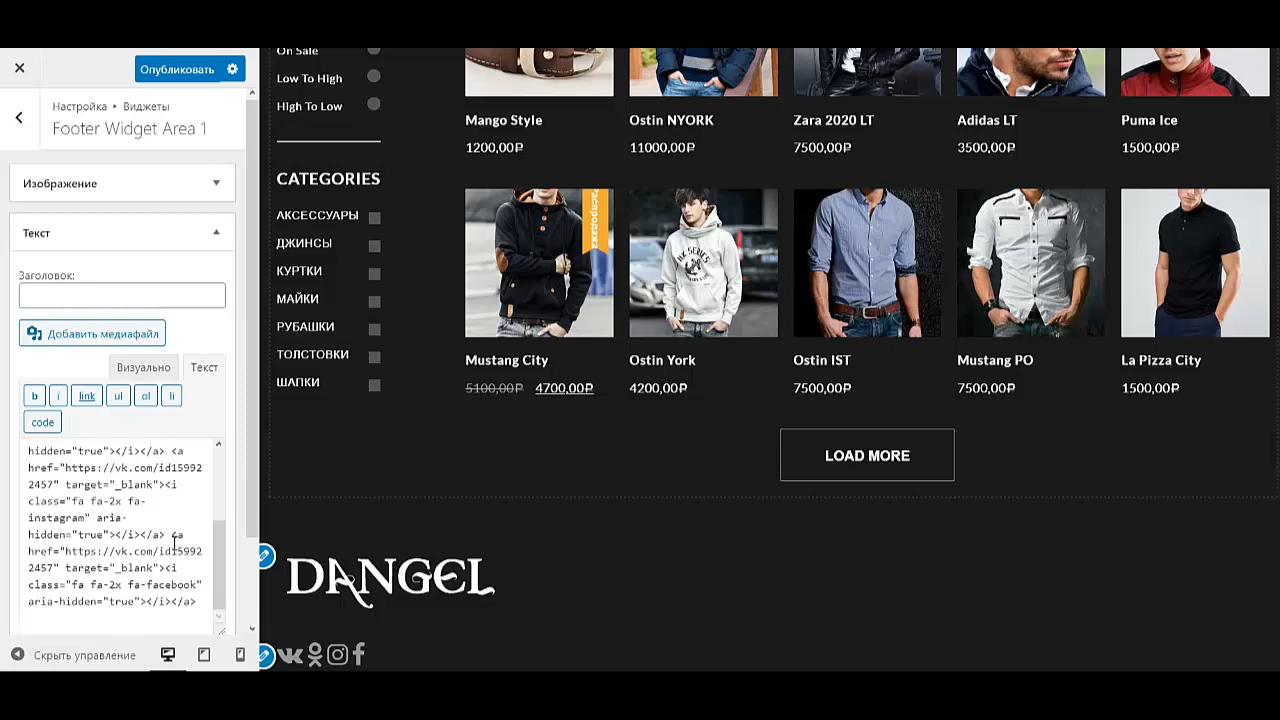 Опубликовать
Настройка ▸ Виджеты
Footer Widget Area 1
Изображение
Текст
Заголовок:
Добавить медиафайл
Визуально
Текст
b
i
link
ul
ol
li
code
hidden="true"></i></a> <a
href="https://vk.com/id15992
2457" target="_blank"><i
class="fa fa-2x fa-
instagram" aria-
hidden="true"></i></a> <a
href="https://vk.com/id15992
2457" target="_blank"><i
class="fa fa-2x fa-facebook"
aria-hidden="true"></i></a>
Скрыть управление
On Sale
Low To HIgh
HIgh To Low
CATEGORIES
АКСЕССУАРЫ
ДЖИНСЫ
КУРТКИ
МАЙКИ
РУБАШКИ
ТОЛСТОВКИ
ШАПКИ
Mango Style
1200,00₽
Ostin NYORK
11000,00₽
Zara 2020 LT
7500,00₽
Adidas LT
3500,00₽
Puma Ice
1500,00₽
Распродажа
Mustang City
5100,00₽ 4700,00₽
Ostin York
4200,00₽
Ostin IST
7500,00₽
Mustang PO
7500,00₽
La Pizza City
1500,00₽
LOAD MORE
DANGEL